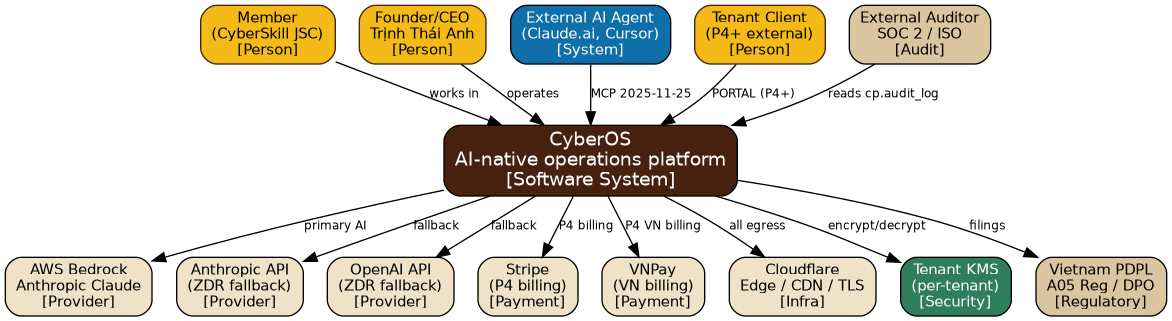 Member
(CyberSkill JSC)
[Person]
Founder/CEO
Trịnh Thái Anh
[Person]
External AI Agent
(Claude.ai, Cursor)
[System]
Tenant Client
(P4+ external)
[Person]
External Auditor
SOC 2 / ISO
[Audit]
works in
operates
MCP 2025-11-25
PORTAL (P4+)
reads cp.audit_log
CyberOS
AI-native operations platform
[Software System]
primary AI
fallback
fallback
P4 billing
P4 VN billing
all egress
encrypt/decrypt
filings
AWS Bedrock
Anthropic Claude
[Provider]
Anthropic API
(ZDR fallback)
[Provider]
OpenAI API
(ZDR fallback)
[Provider]
Stripe
(P4 billing)
[Payment]
VNPay
(VN billing)
[Payment]
Cloudflare
Edge / CDN / TLS
[Infra]
Tenant KMS
(per-tenant)
[Security]
Vietnam PDPL
A05 Reg / DPO
[Regulatory]